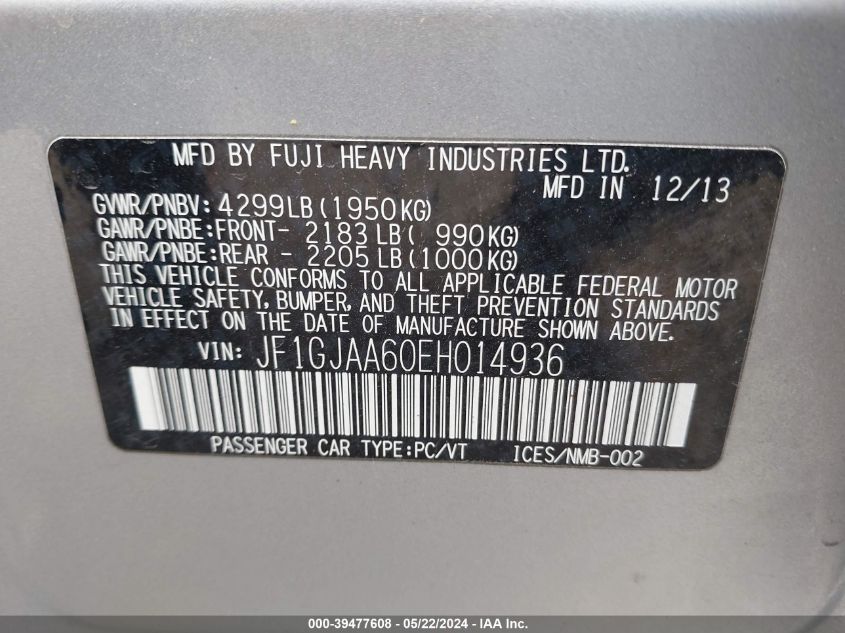 MFD BY FUJI HEAVY INDUSTRIES LTD.
MFD IN 12/13
GVWR/PNBV: 4299LB(1950KG)
GAWR/PNBE:FRONT- 2183LB( 990KG)
GAWR/PNBE:REAR - 2205LB(1000KG)
THIS VEHICLE CONFORMS TO ALL APPLICABLE FEDERAL MOTOR
VEHICLE SAFETY, BUMPER, AND THEFT PREVENTION STANDARDS
IN EFFECT ON THE DATE OF MANUFACTURE SHOWN ABOVE.
VIN: JF1GJAA60EH014936
PASSENGER CAR TYPE:PC/VT ICES/NMB-002
000-39477608 - 05/22/2024 - IAA Inc.